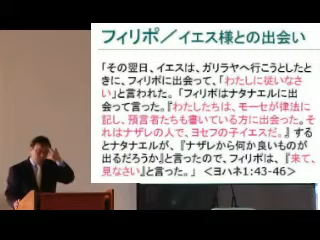 フィリポ／イエス様との出会い
「その翌日、イエスは、ガリラヤへ行こうとしたと
きに、フィリポに出会って、「わたしに従いなさ
い」と言われた。「フィリポはナタナエルに出
会って言った。『わたしたちは、モーセが律法に
記し、預言者たちも書いている方に出会った。そ
れはナザレの人で、ヨセフの子イエスだ。』する
とナタナエルが、『ナザレから何か良いものが
出るだろうか』と言ったので、フィリポは、『来て、
見なさい』と言った。」 ＜ヨハネ1:43-46＞